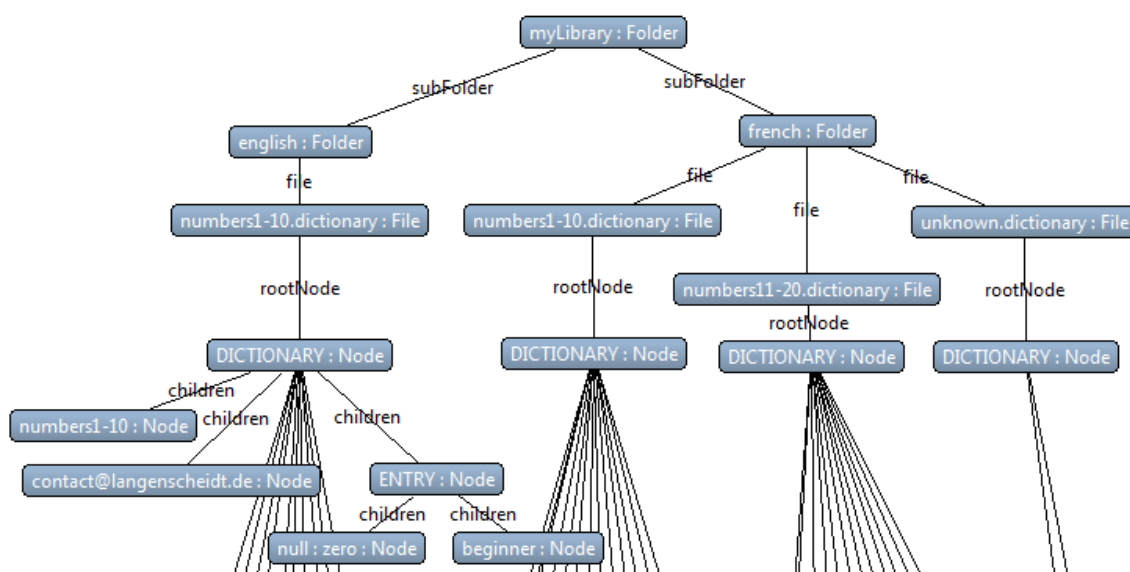 myLibrary : Folder
subFolder
subFolder
english : Folder
french : Folder
file
file
file
file
numbers1-10.dictionary : File
numbers1-10.dictionary : File
unknown.dictionary : File
rootNode
rootNode
numbers11-20.dictionary : File
rootNode
rootNode
DICTIONARY : Node
DICTIONARY : Node
DICTIONARY : Node
DICTIONARY : Node
children
children
children
numbers1-10 : Node
contact@langenscheidt.de : Node
ENTRY : Node
children
children
null : zero : Node
beginner : Node